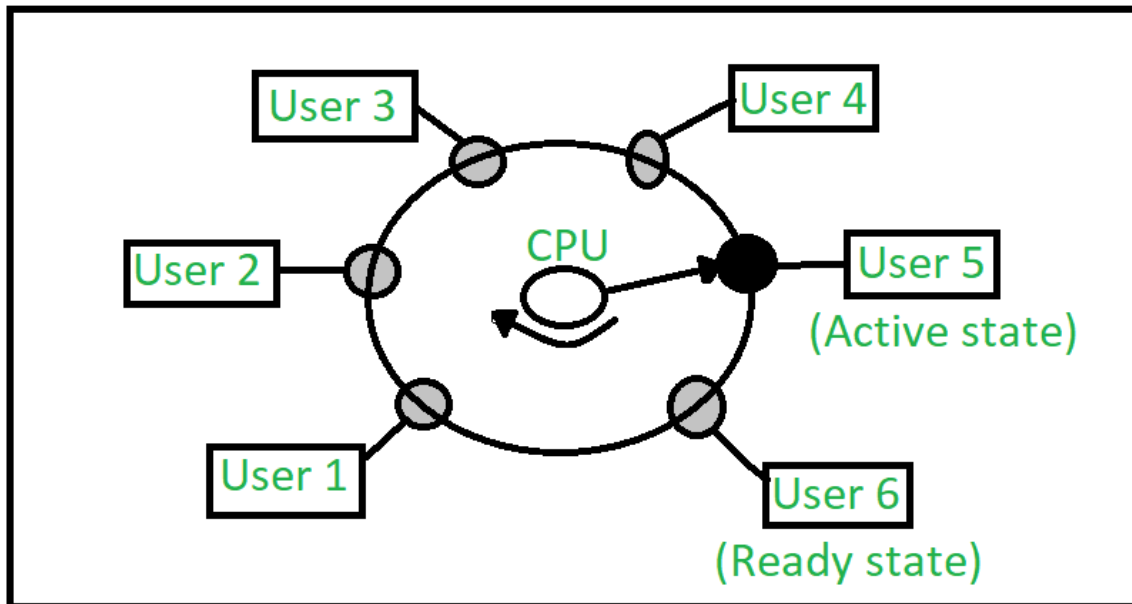 User 3
User 4
CPU
User 2
User 5
(Active state)
User 1
User 6
(Ready state)